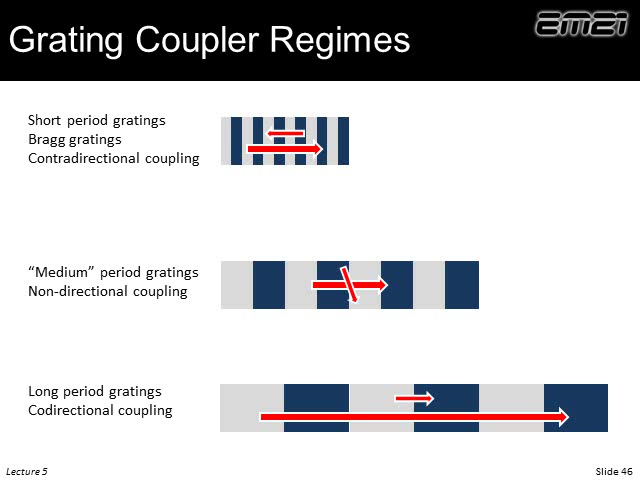 Grating Coupler Regimes
EM21
Short period gratings
Bragg gratings
Contradirectional coupling
“Medium” period gratings
Non-directional coupling
Long period gratings
Codirectional coupling
Lecture 5
Slide 46